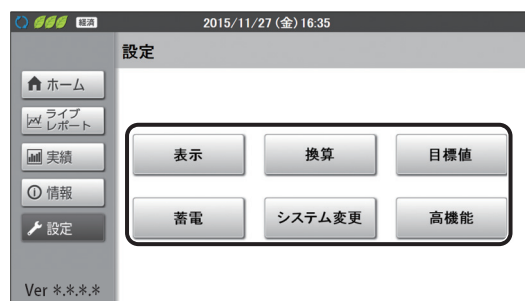 経済 2015/11/27 (金) 16:35
設定
ホーム
ライブ
レポート
実績
情報
設定
表示 換算 目標値
蓄電 システム変更 高機能
Ver *.*.*.*